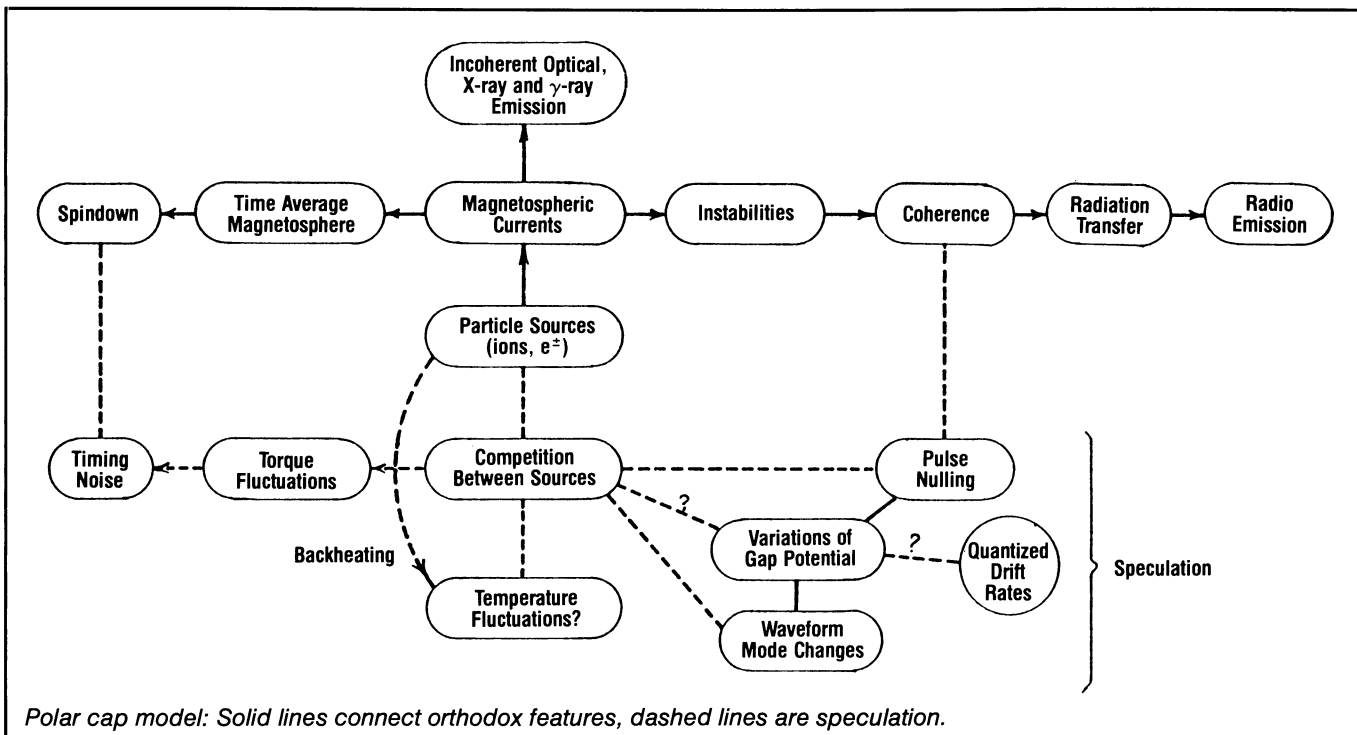 Incoherent Optical,
X-ray and γ-ray
Emission
Spindown
Time Average
Magnetosphere
Magnetospheric
Currents
Instabilities
Coherence
Radiation
Transfer
Radio
Emission
Particle Sources
(ions, e±)
Timing
Noise
Torque
Fluctuations
Competition
Between Sources
Pulse
Nulling
?
Variations of
Gap Potential
?
Quantized
Drift
Rates
Speculation
Backheating
Temperature
Fluctuations?
Waveform
Mode Changes
Polar cap model: Solid lines connect orthodox features, dashed lines are speculation.